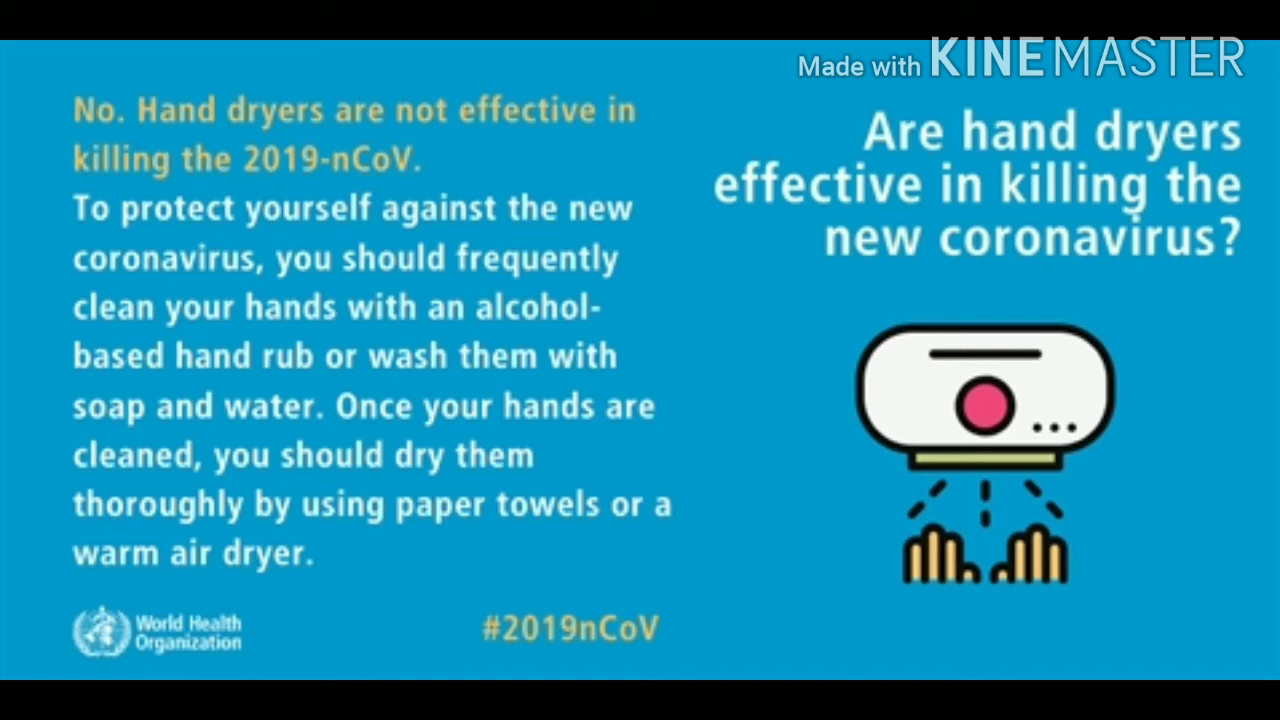 Made with KINEMASTER
Are hand dryers
effective in killing the
new coronavirus?
No. Hand dryers are not effective in
killing the 2019-nCoV.
To protect yourself against the new
coronavirus, you should frequently
clean your hands with an alcohol-
based hand rub or wash them with
soap and water. Once your hands are
cleaned, you should dry them
thoroughly by using paper towels or a
warm air dryer.
World Health
Organization
#2019nCoV